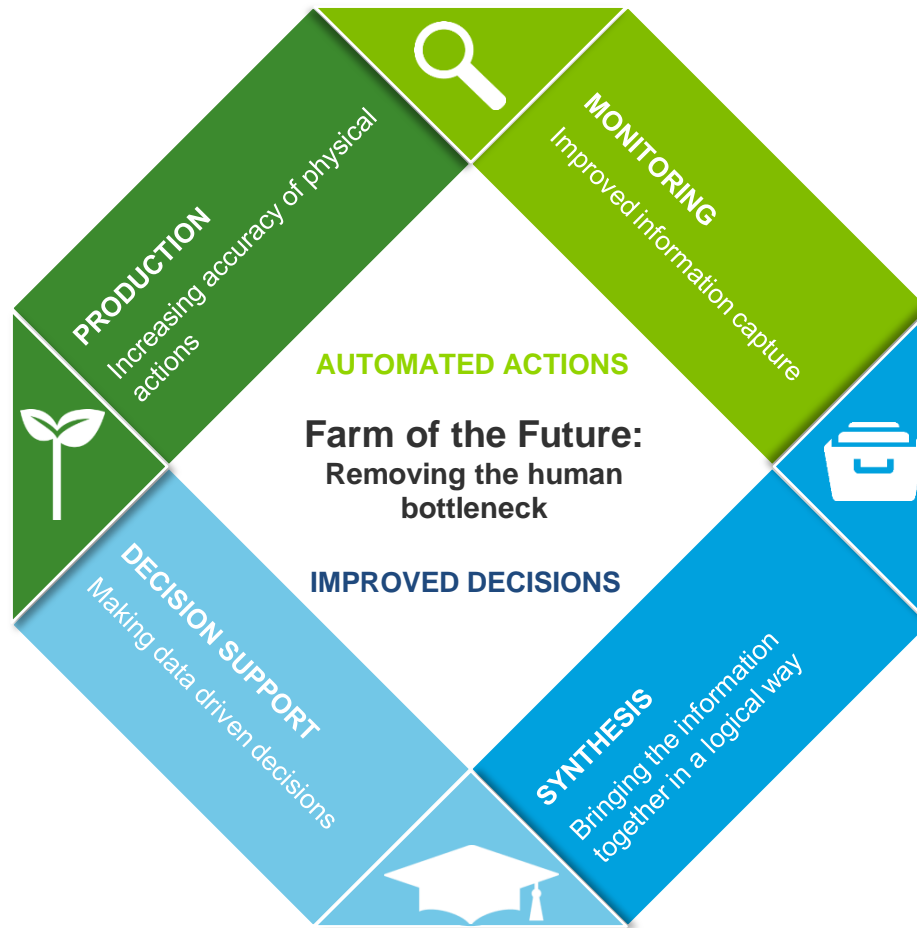 PRODUCTION
Increasing accuracy of physical
actions
MONITORING
Improved information capture
AUTOMATED ACTIONS
Farm of the Future:
Removing the human
bottleneck
IMPROVED DECISIONS
DECISION SUPPORT
Making data driven decisions
SYNTHESIS
Bringing the information
together in a logical way